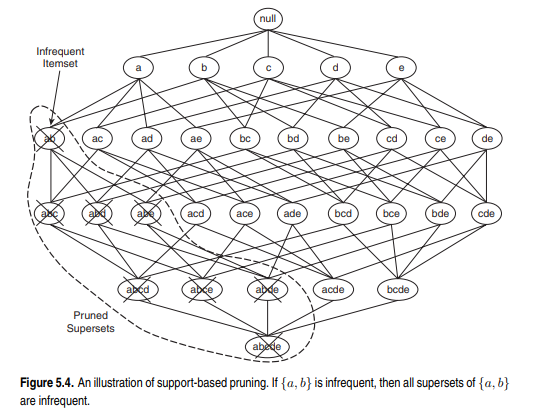 null
Infrequent
Itemset
a b c d e
ab ac ad ae bc bd be cd ce de
abc abd abe acd ace ade bcd bce bde cde
abcd abce abde acde bcde
Pruned
Supersets
abcde
Figure 5.4. An illustration of support-based pruning. If {a, b} is infrequent, then all supersets of {a, b}
are infrequent.